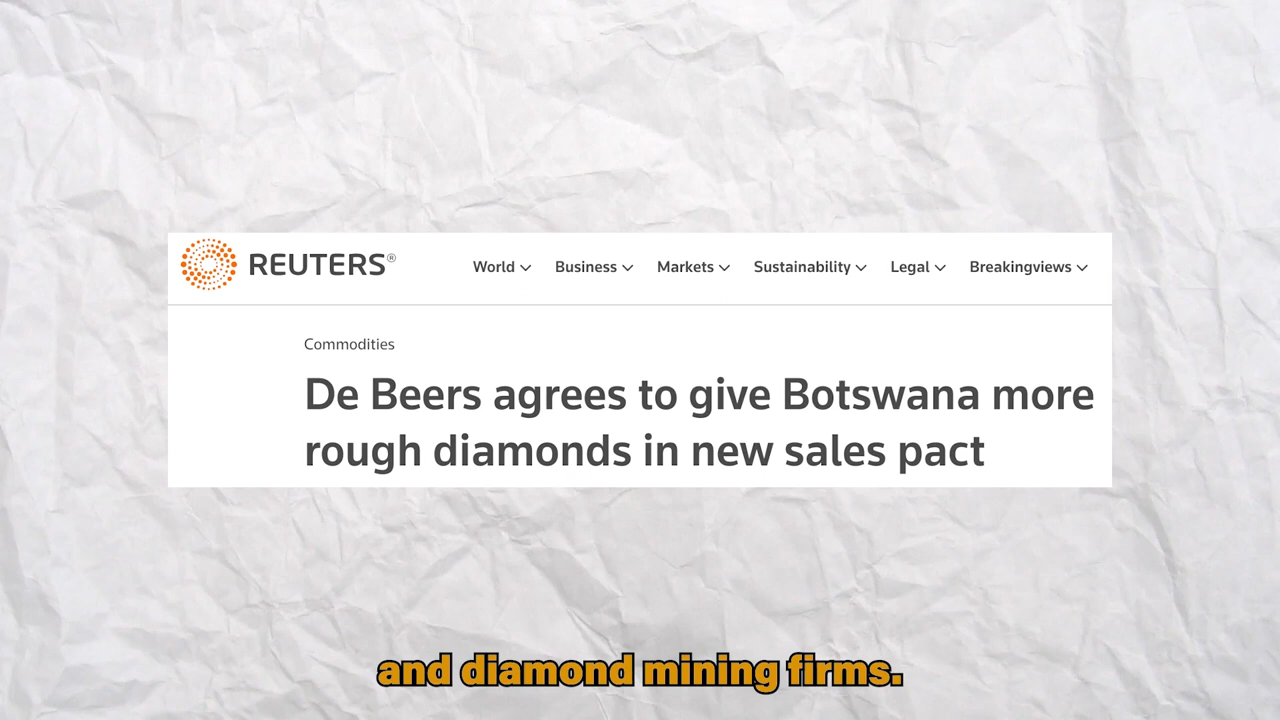 REUTERS®
World Business Markets Sustainability Legal Breakingviews
Commodities
De Beers agrees to give Botswana more
rough diamonds in new sales pact
and diamond mining firms.